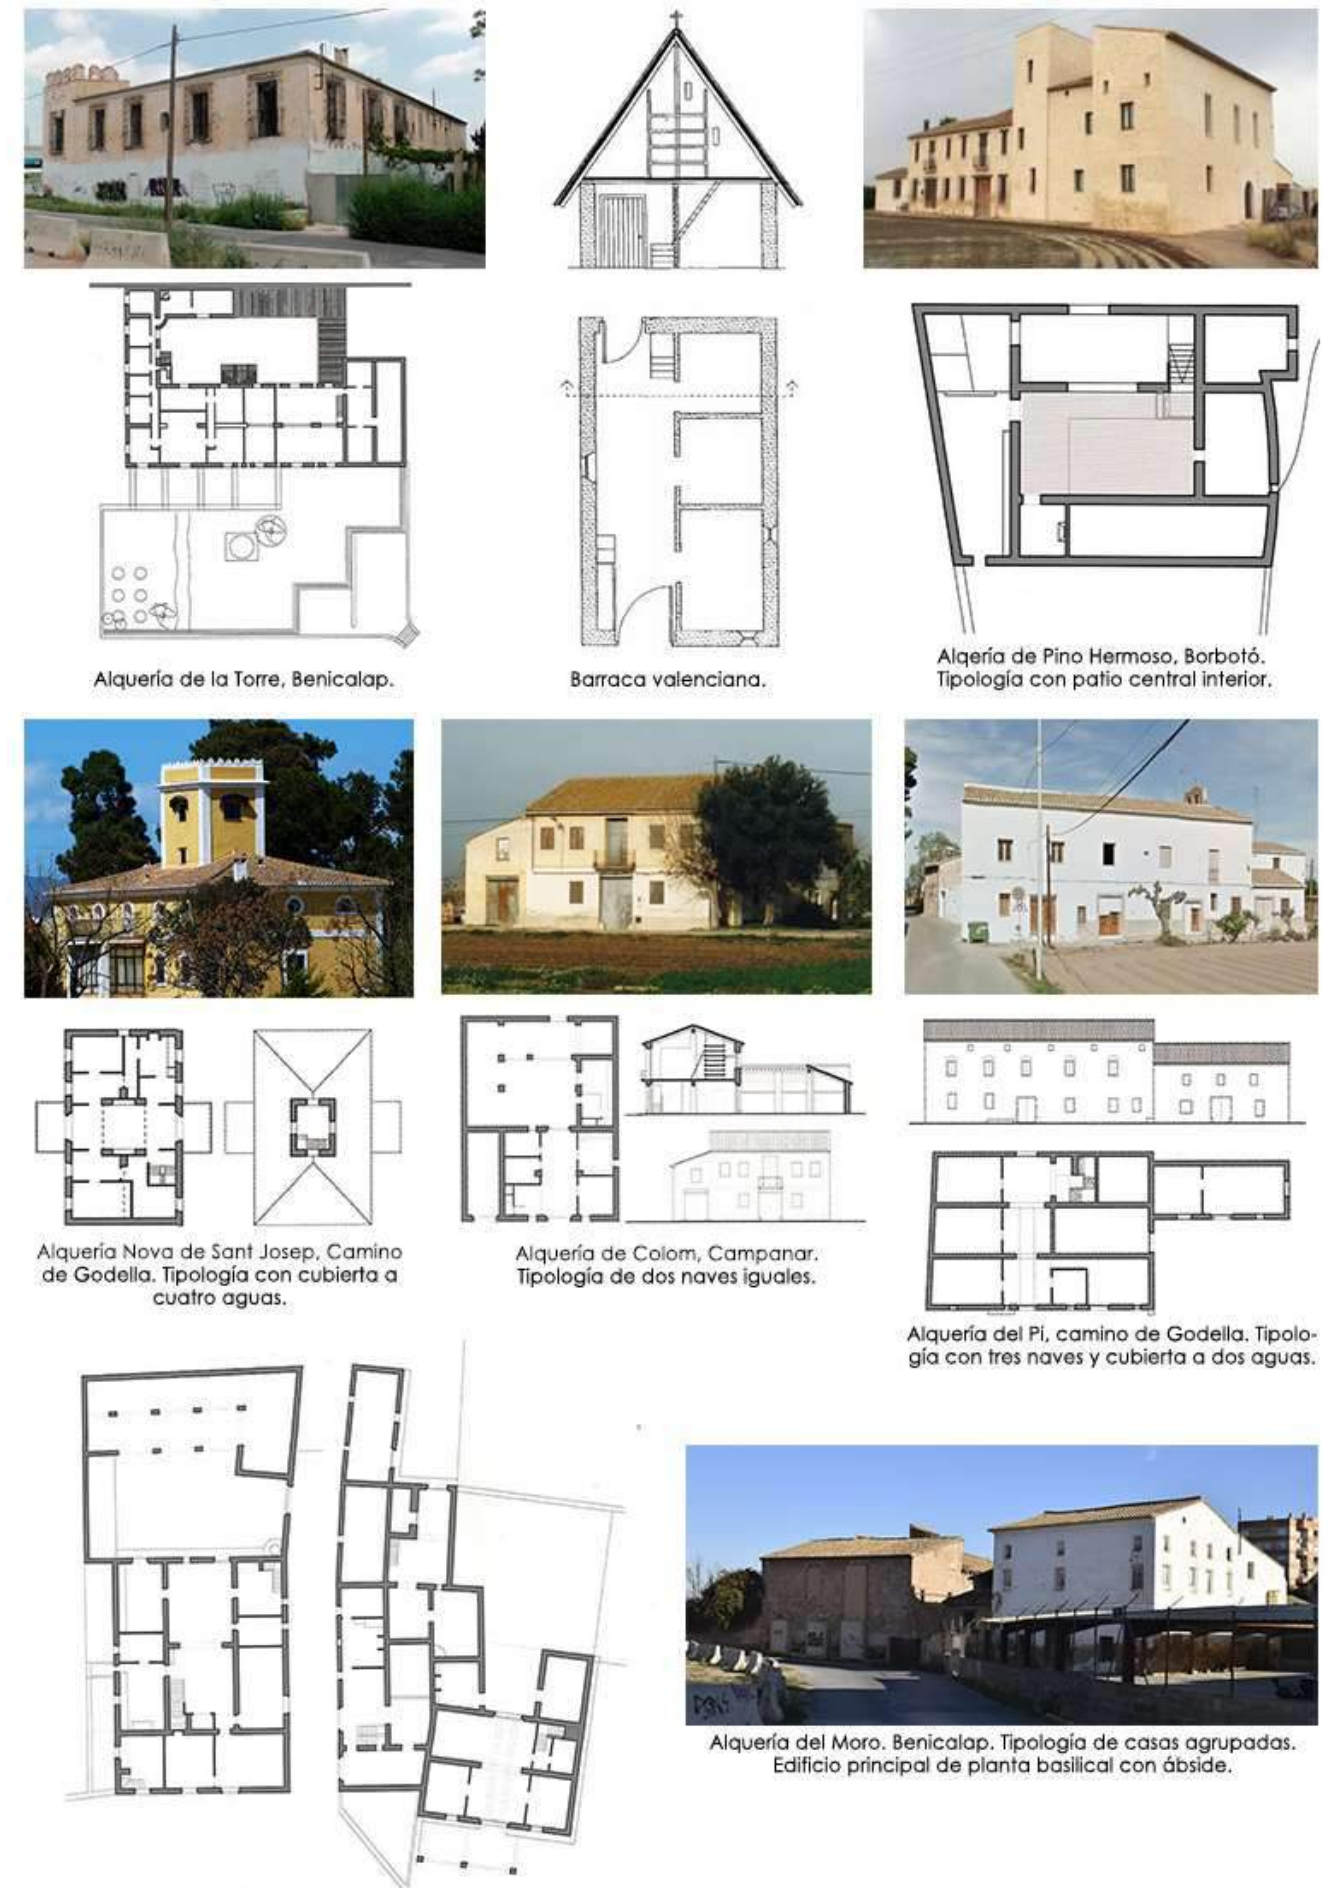 Alquería de la Torre, Benicalap.
Barraca valenciana.
Alqería de Pino Hermoso, Borbotó.
Tipología con patio central interior.
Alquería Nova de Sant Josep, Camino
de Godella. Tipología con cubierta a
cuatro aguas.
Alquería de Colom, Campanar.
Tipología de dos naves iguales.
Alquería del Pi, camino de Godella. Tipolo-
gía con tres naves y cubierta a dos aguas.
Alquería del Moro. Benicalap. Tipología de casas agrupadas.
Edificio principal de planta basilical con ábside.